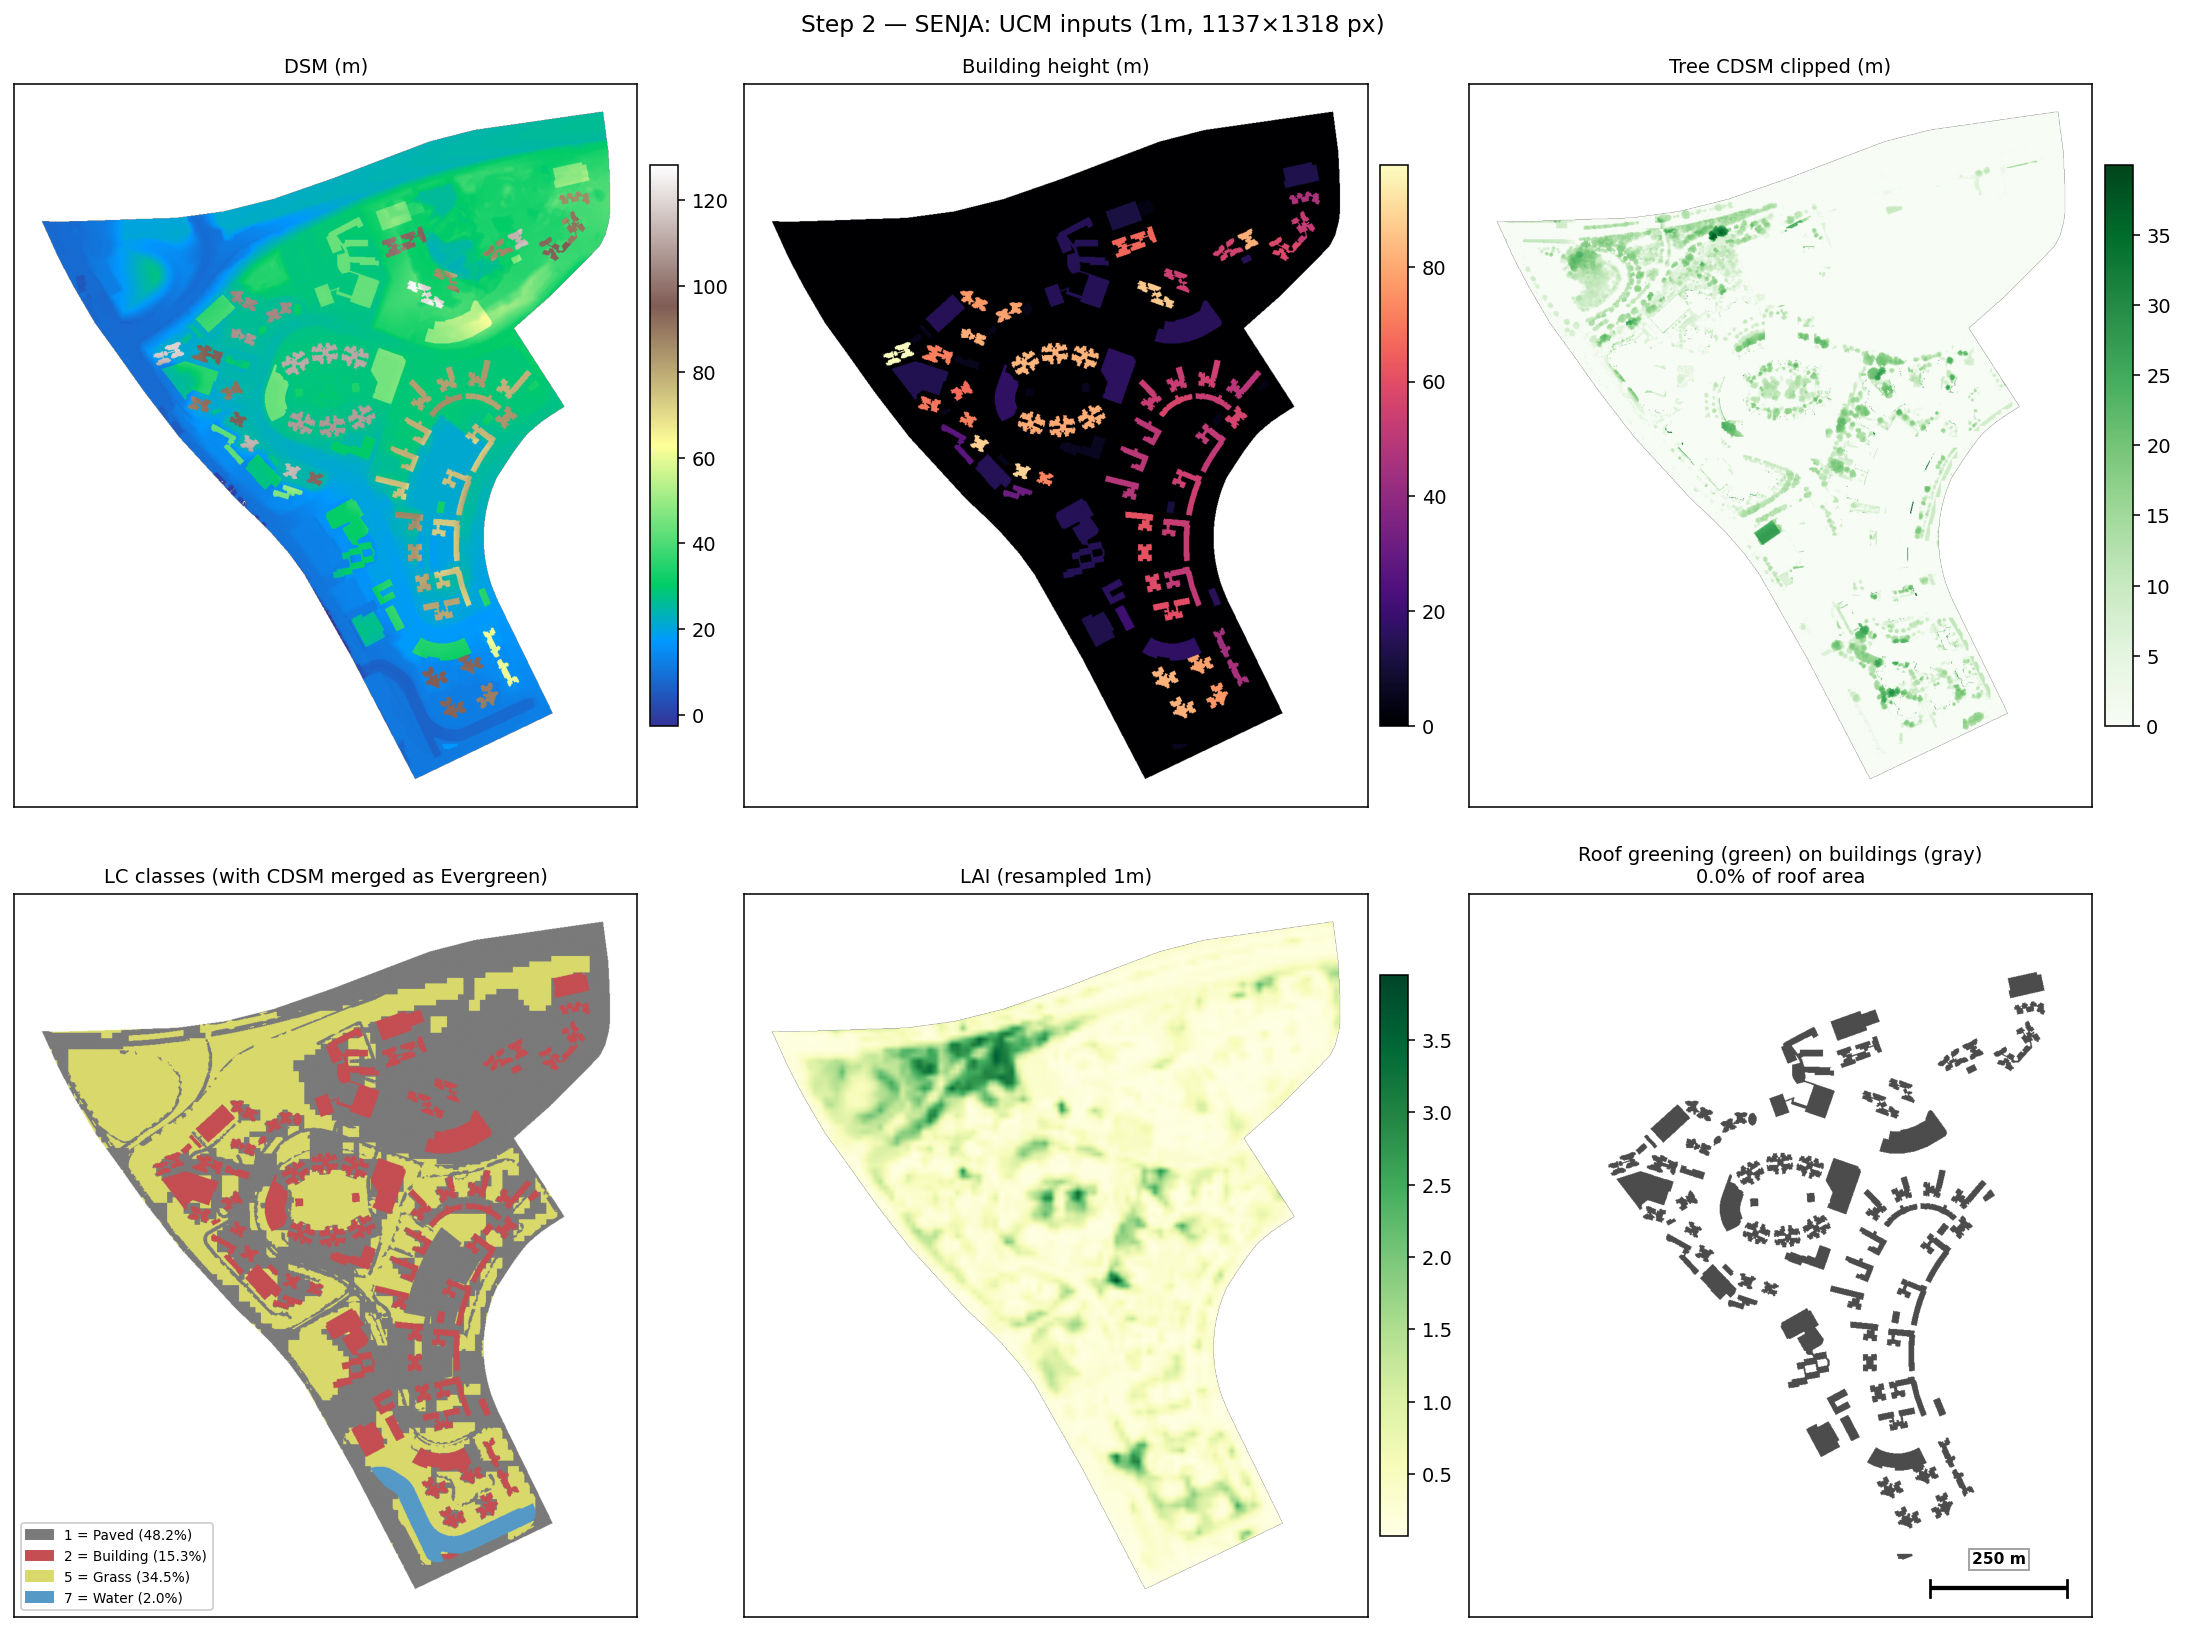 Step 2 — SENJA: UCM inputs (1m, 1137×1318 px)
DSM (m)
120
100
80
60
40
20
0
Building height (m)
80
60
40
20
0
Tree CDSM clipped (m)
35
30
25
20
15
10
5
0
LC classes (with CDSM merged as Evergreen)
1 = Paved (48.2%)
2 = Building (15.3%)
5 = Grass (34.5%)
7 = Water (2.0%)
LAI (resampled 1m)
3.5
3.0
2.5
2.0
1.5
1.0
0.5
Roof greening (green) on buildings (gray)
0.0% of roof area
250 m